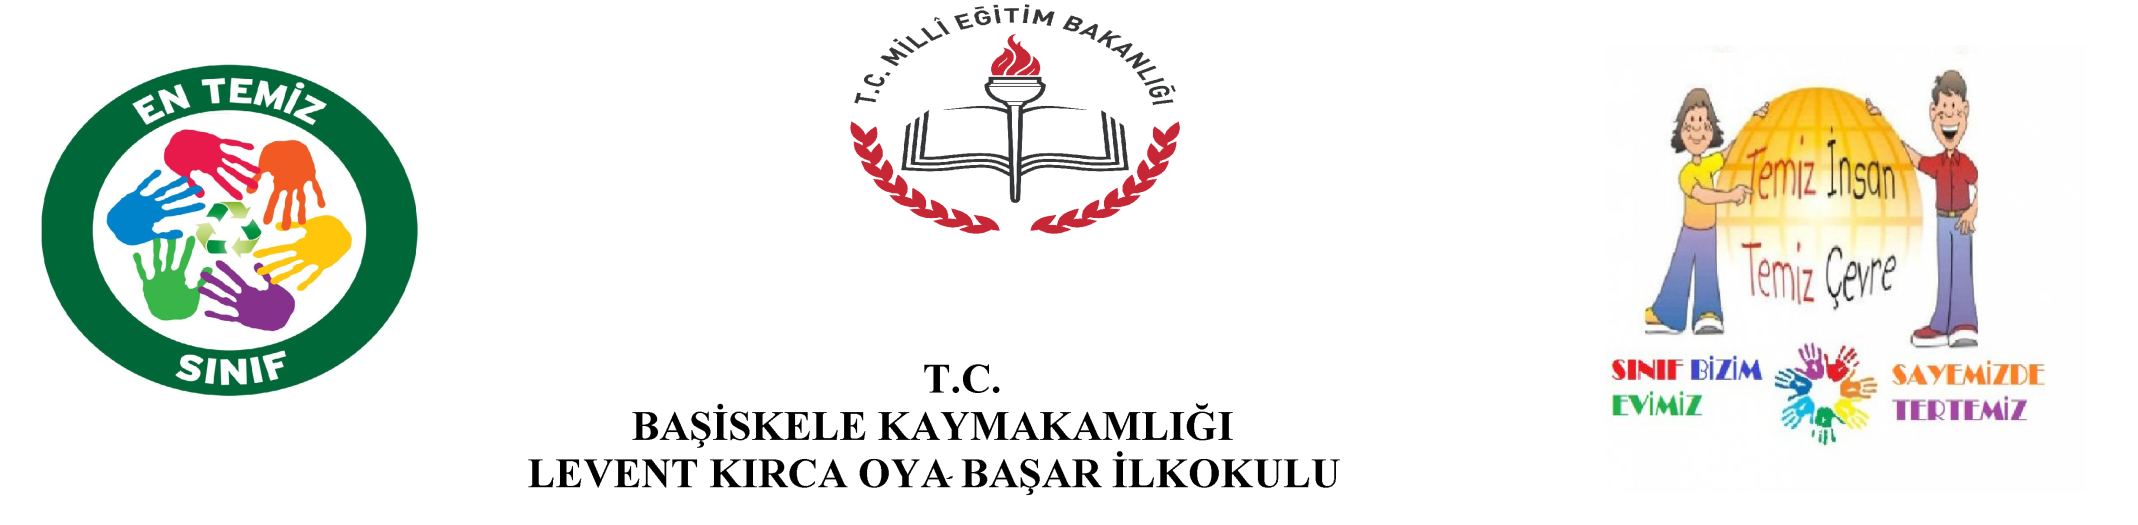 EN TEMİZ
SINIF
T.C. MİLLÎ EĞİTİM BAKANLIĞI
Temiz İnsan
Temiz Çevre
SINIF BİZİM
EVİMİZ
SAYEMİZDE
TERTEMİZ
T.C.
BAŞİSKELE KAYMAKAMLIĞI
LEVENT KIRCA OYA BAŞAR İLKOKULU